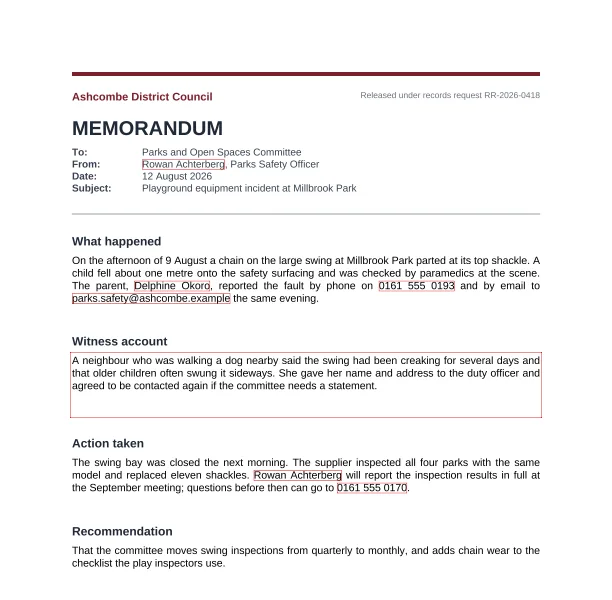 Ashcombe District Council
Released under records request RR-2026-0418
MEMORANDUM
To: Parks and Open Spaces Committee
From: Rowan Achterberg, Parks Safety Officer
Date: 12 August 2026
Subject: Playground equipment incident at Millbrook Park
What happened
On the afternoon of 9 August a chain on the large swing at Millbrook Park parted at its top shackle. A
child fell about one metre onto the safety surfacing and was checked by paramedics at the scene.
The parent, Delphine Okoro, reported the fault by phone on 0161 555 0193 and by email to
parks.safety@ashcombe.example the same evening.
Witness account
A neighbour who was walking a dog nearby said the swing had been creaking for several days and
that older children often swung it sideways. She gave her name and address to the duty officer and
agreed to be contacted again if the committee needs a statement.
Action taken
The swing bay was closed the next morning. The supplier inspected all four parks with the same
model and replaced eleven shackles. Rowan Achterberg will report the inspection results in full at
the September meeting; questions before then can go to 0161 555 0170.
Recommendation
That the committee moves swing inspections from quarterly to monthly, and adds chain wear to the
checklist the play inspectors use.